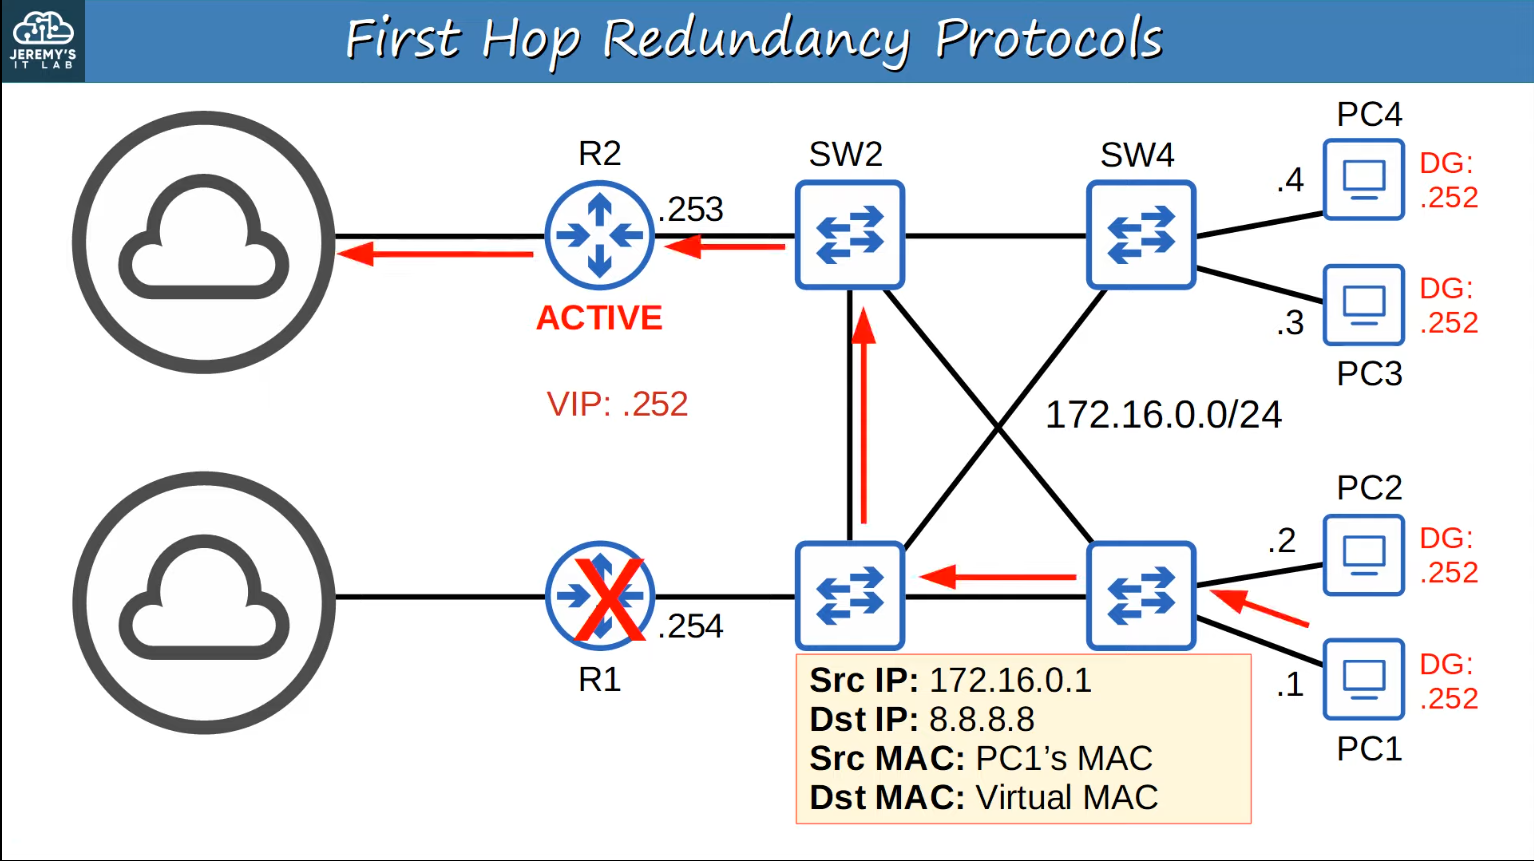 JEREMY'S
IT LAB
First Hop Redundancy Protocols
R2
.253
ACTIVE
SW2
SW4
PC4
.4
DG:
.252
.3
DG:
.252
PC3
VIP: .252
172.16.0.0/24
R1
.254
PC2
.2
DG:
.252
.1
DG:
.252
PC1
Src IP: 172.16.0.1
Dst IP: 8.8.8.8
Src MAC: PC1’s MAC
Dst MAC: Virtual MAC